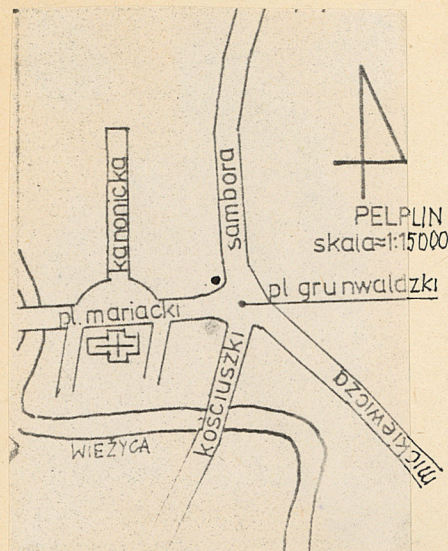 kanonicka
sambora
PELPLIN
skala≈1:15000
pl. mariacki
pl grunwaldzki
kościuszki
mickiewicza
WIEŻYCA